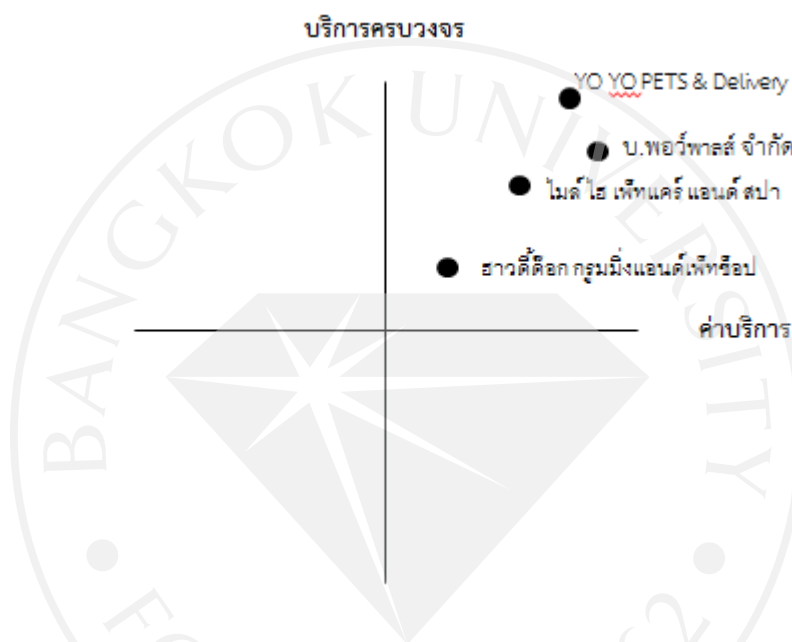 บริการครบวงจร
YO YO PETS & Delivery
บ.พอว์พาลส์ จำกัด
ไมล์ ไฮ เพ็ทแคร์ แอนด์ สปา
ฮาวดี้ด็อก กรูมมิ่งแอนด์เพ็ทช็อป
ค่าบริการ
BANGKOK UNIVERSITY